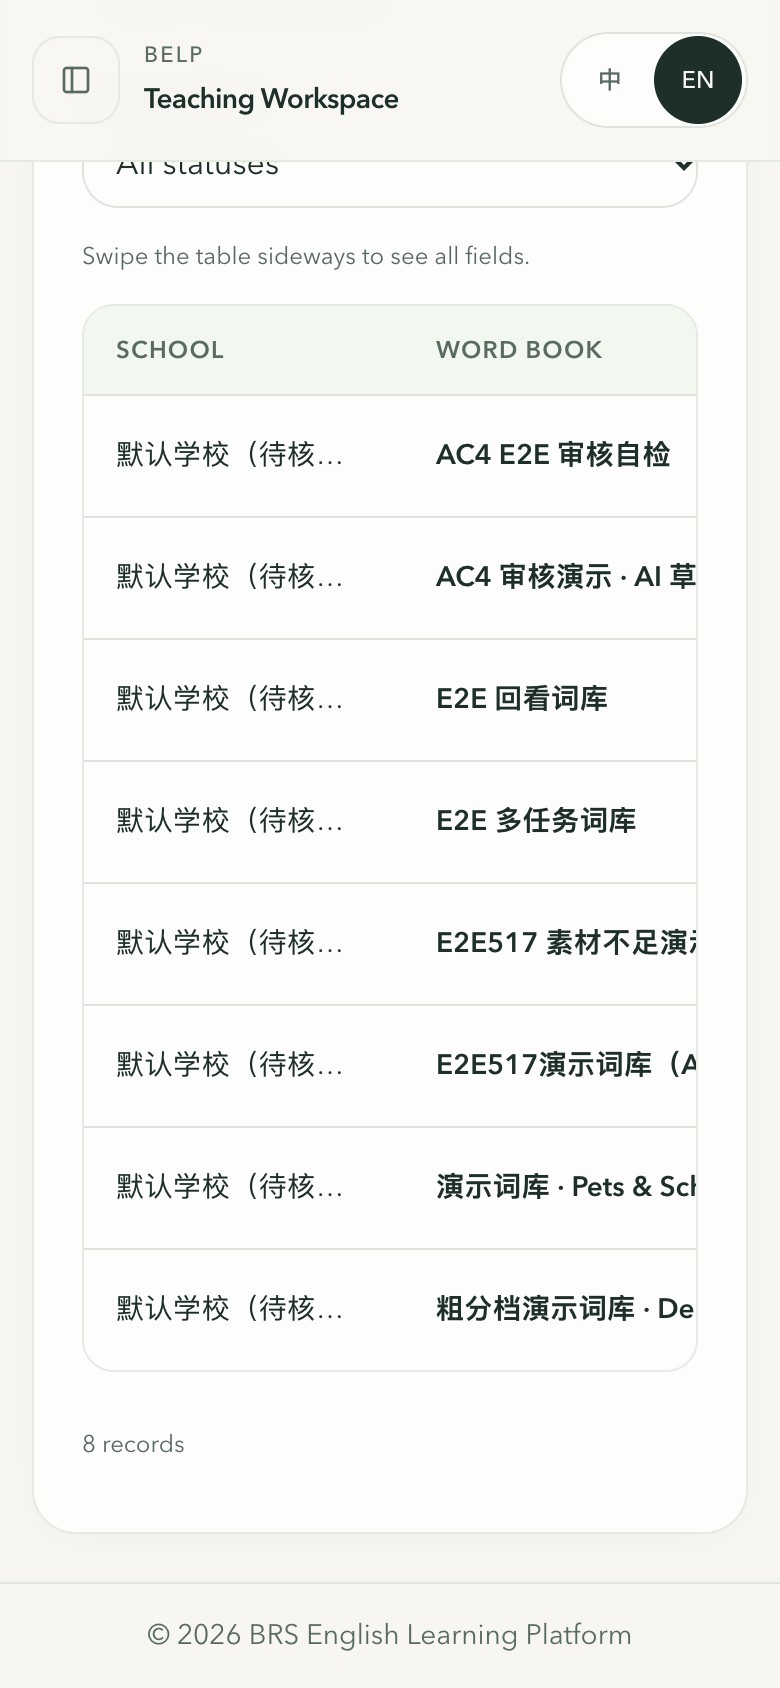 BELP
Teaching Workspace
中 EN
All statuses
Swipe the table sideways to see all fields.
SCHOOL WORD BOOK
默认学校（待核… AC4 E2E 审核自检
默认学校（待核… AC4 审核演示 · AI 草
默认学校（待核… E2E 回看词库
默认学校（待核… E2E 多任务词库
默认学校（待核… E2E517 素材不足演示
默认学校（待核… E2E517演示词库（A
默认学校（待核… 演示词库 · Pets & Sch
默认学校（待核… 粗分档演示词库 · De
8 records
© 2026 BRS English Learning Platform